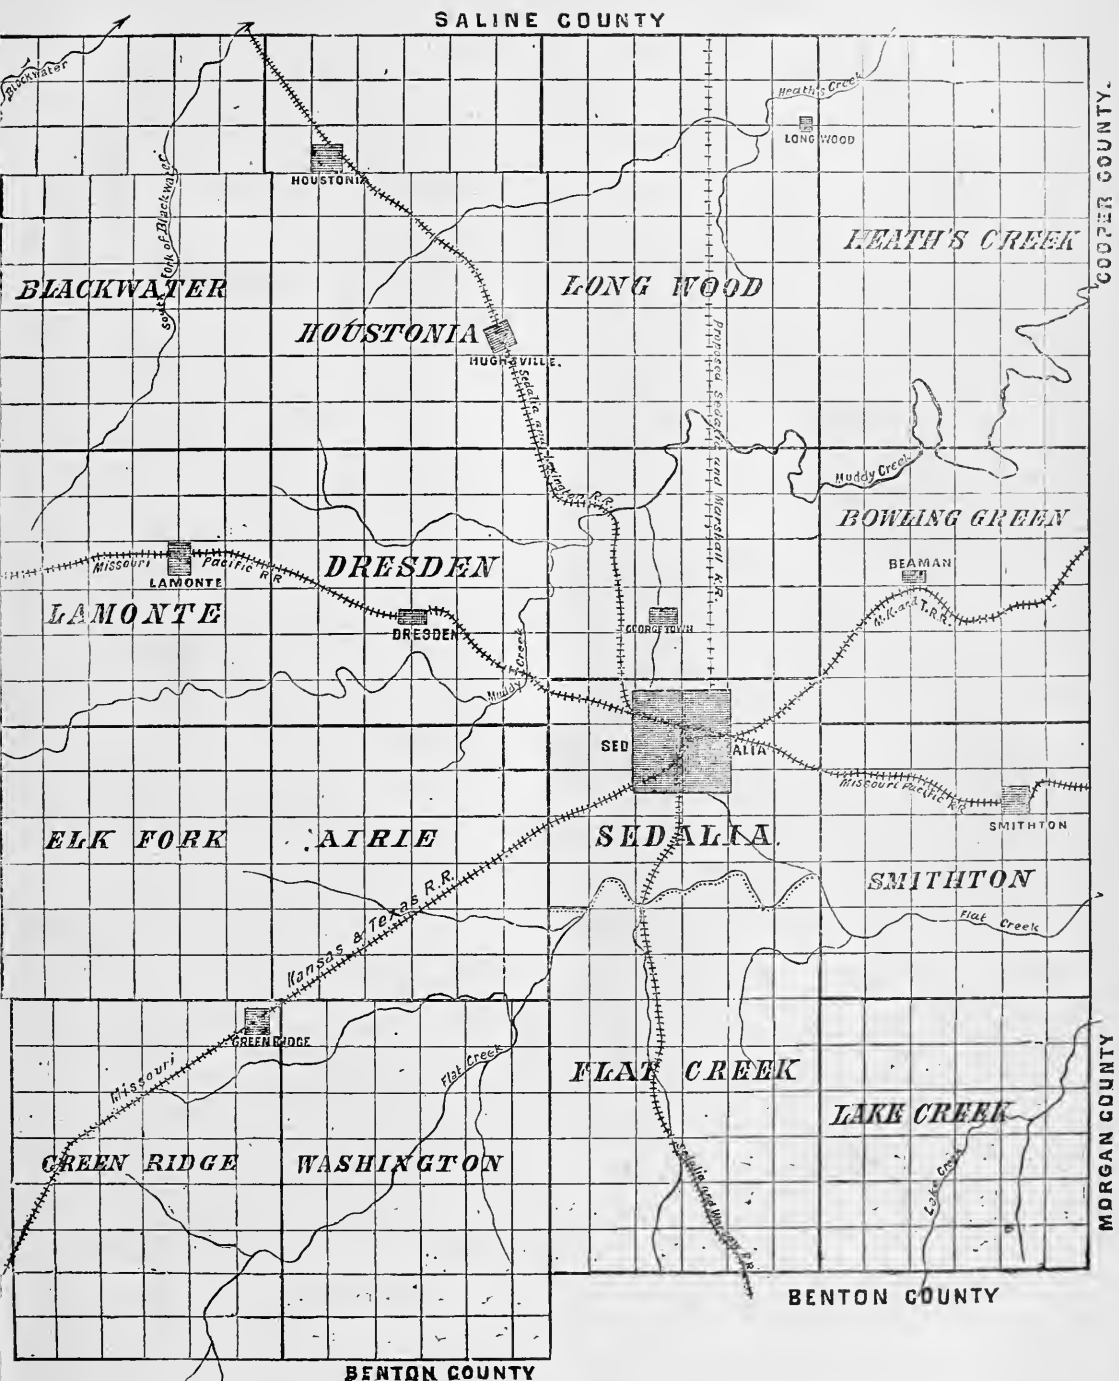 SALINE COUNTY
Blackwater
Heath's Creek
LONG WOOD
COOPER COUNTY.
HOUSTONIA
South Fork of Blackwater.
HEATH'S CREEK
BLACKWATER
LONG WOOD
HOUSTONIA
HUGHSVILLE.
Sedalia and Lexington R.R.
Proposed Sedalia and Marshall R.R.
Muddy Creek
BOWLING GREEN
Missouri Pacific R R
LAMONTE
DRESDEN
BEAMAN
LAMONTE
DRESDEN
GEORGETOWN
M.K. and T. R.R.
Muddy Creek
SED ALIA
Missouri Pacific R R
SMITHTON
ELK FORK
AIRIE
SEDALIA.
SMITHTON
Flat Creek
Missouri Kansas & Texas R.R.
GREEN RIDGE
Flat Creek
FLAT CREEK
LAKE CREEK
MORGAN COUNTY
GREEN RIDGE
WASHINGTON
Sedalia and Warsaw R.R.
Lake Creek
BENTON COUNTY
BENTON COUNTY